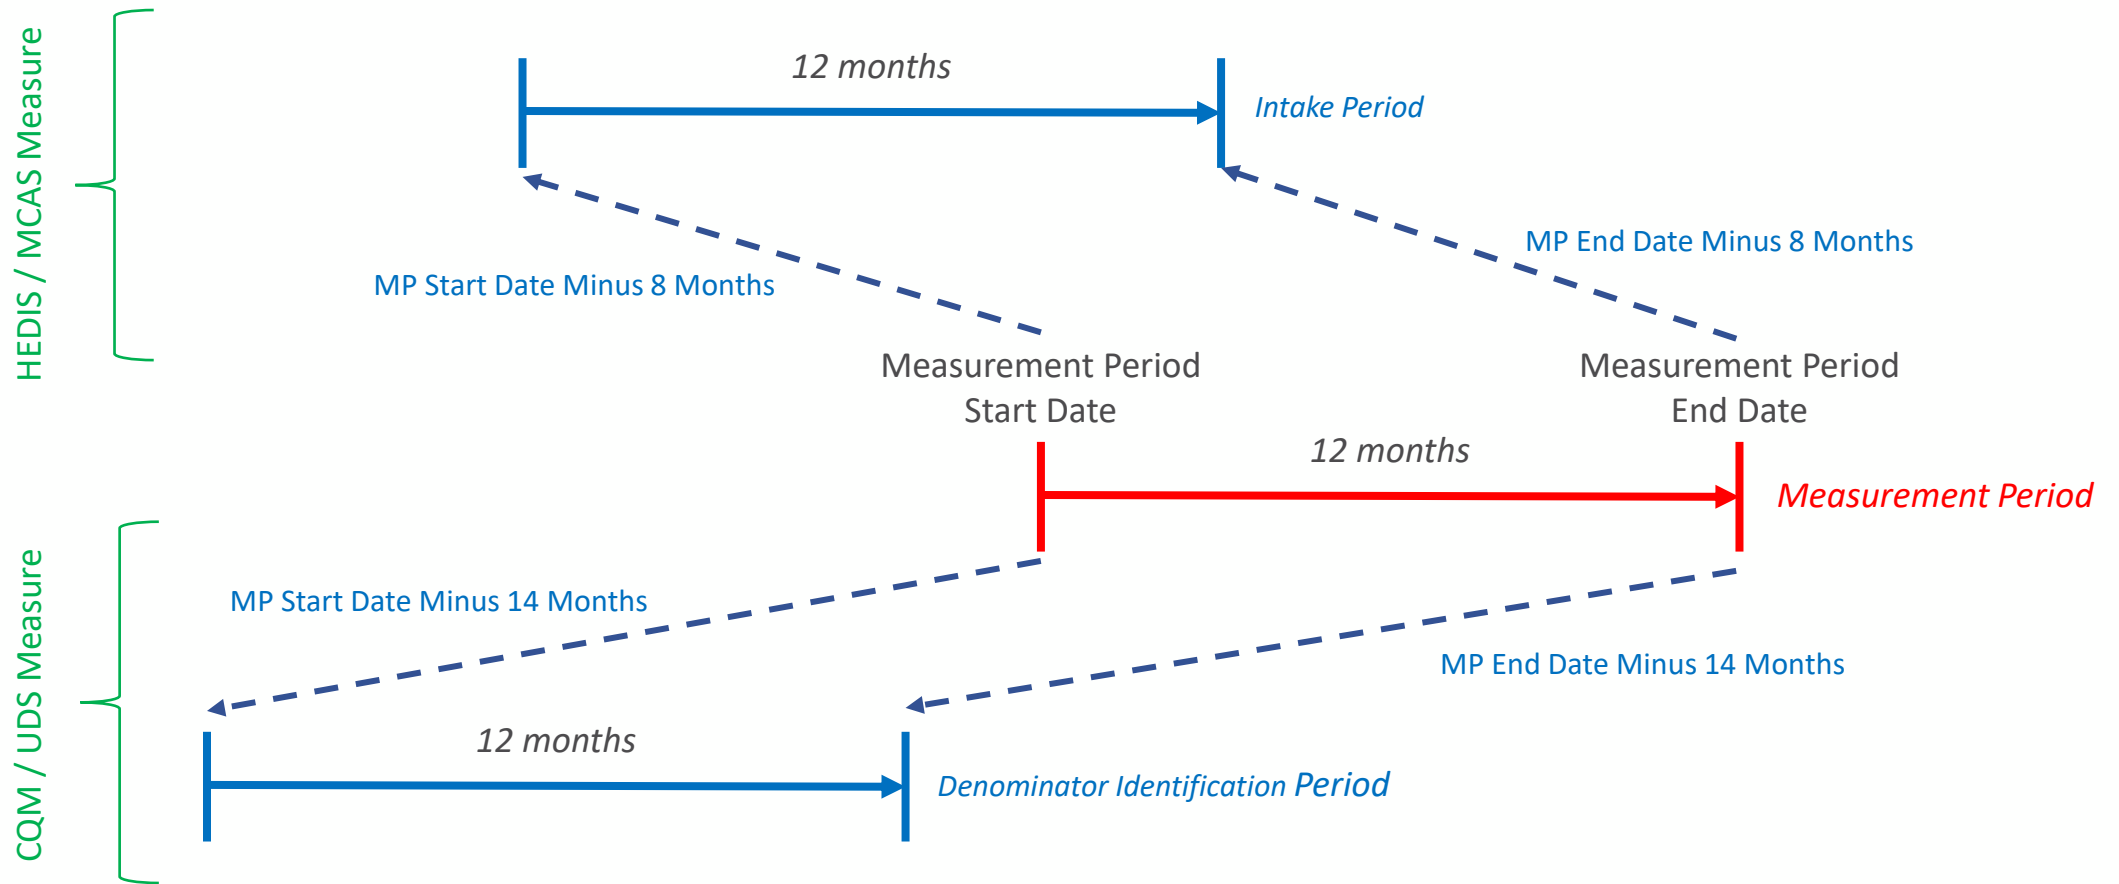 HEDIS / MCAS Measure
12 months
Intake Period
MP Start Date Minus 8 Months
MP End Date Minus 8 Months
Measurement Period
Start Date
Measurement Period
End Date
12 months
Measurement Period
CQM / UDS Measure
MP Start Date Minus 14 Months
MP End Date Minus 14 Months
12 months
Denominator Identification Period